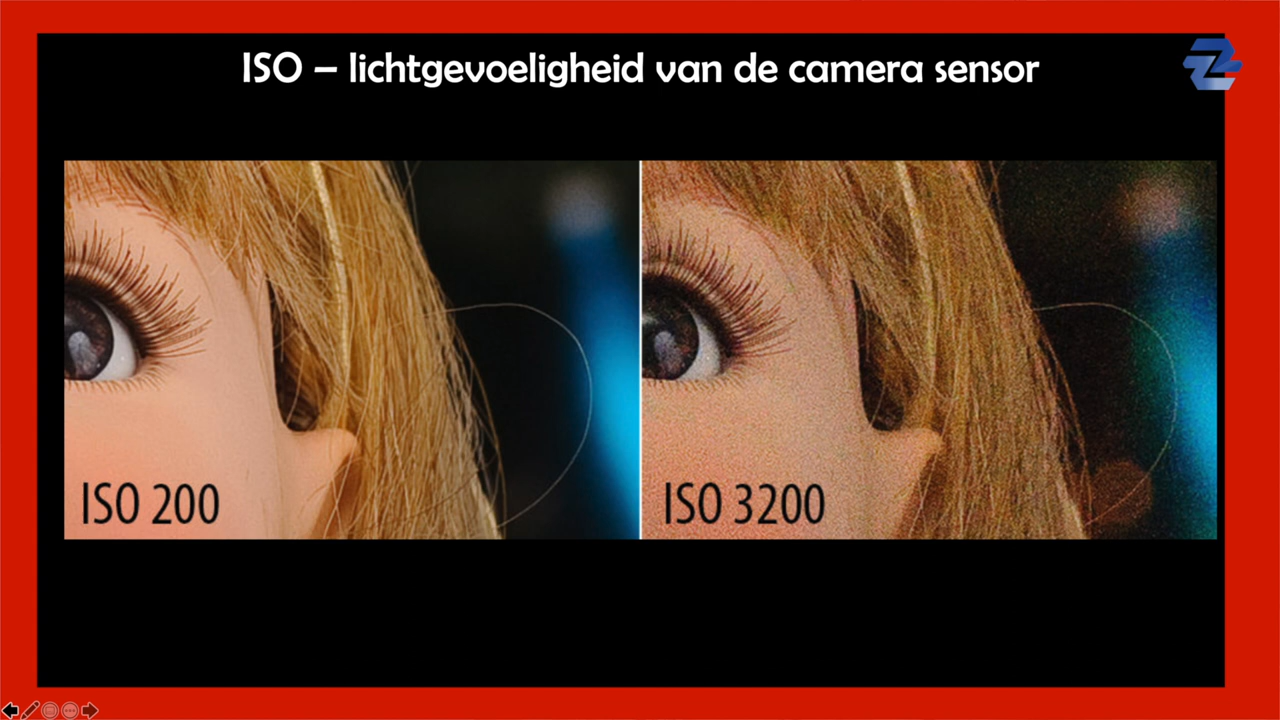 ISO – lichtgevoeligheid van de camera sensor
ISO 200
ISO 3200